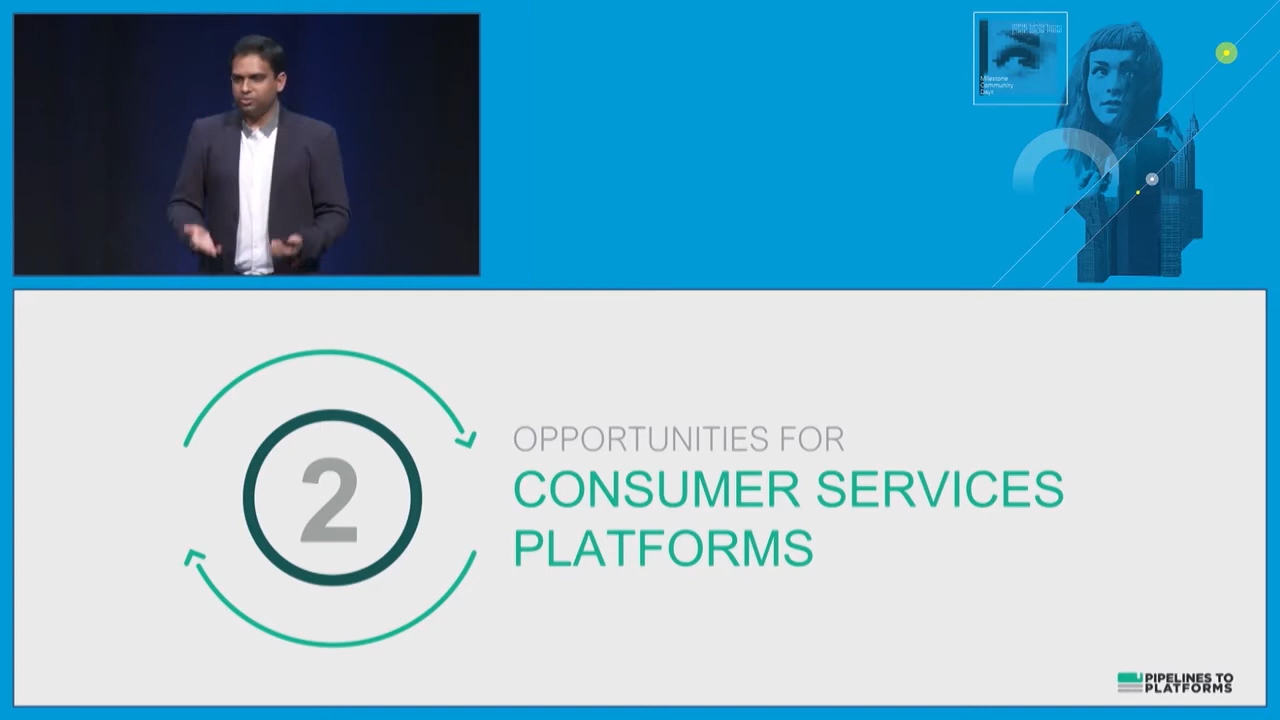 Milestone
Community
Days
2
OPPORTUNITIES FOR
CONSUMER SERVICES
PLATFORMS
PIPELINES TO
PLATFORMS